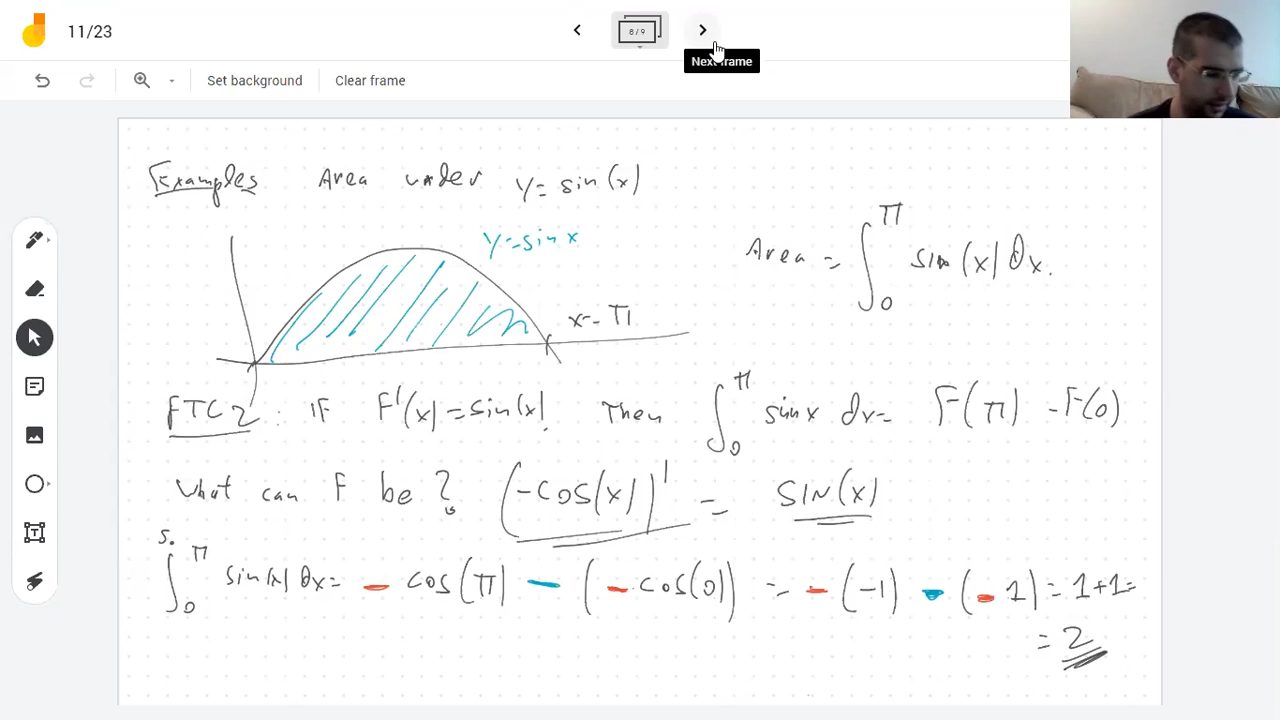 11/23
8/9
Next frame
Set background
Clear frame
Examples Area under y = sin(x)
y = sin x
Area = ∫₀^π sin(x) dx.
x = π
FTC 2 : IF F'(x) = sin(x). Then ∫₀^π sin x dx = F(π) - F(0)
What can F be? (-cos(x))' = SIN(x)
So ∫₀^π sin(x) dx = - cos(π) - (- cos(0)) = - (-1) - (- 1) = 1+1 =
= 2